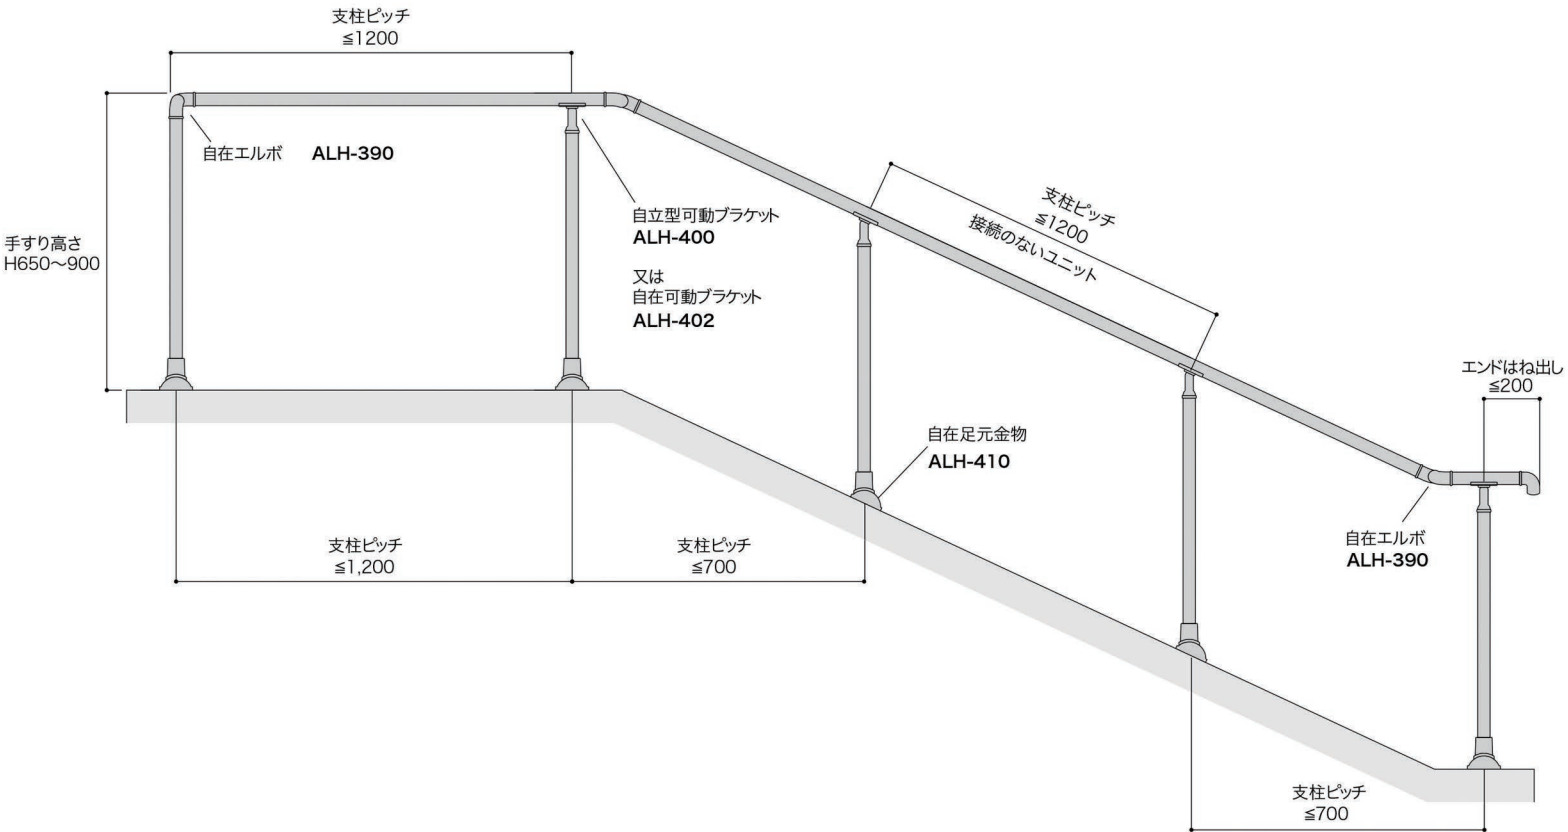 支柱ピッチ
≦1200
自在エルボ ALH-390
手すり高さ
H650～900
自立型可動ブラケット
ALH-400
又は
自在可動ブラケット
ALH-402
支柱ピッチ
≦1200
接続のないユニット
エンドはね出し
≦200
自在足元金物
ALH-410
自在エルボ
ALH-390
支柱ピッチ
≦1,200
支柱ピッチ
≦700
支柱ピッチ
≦700